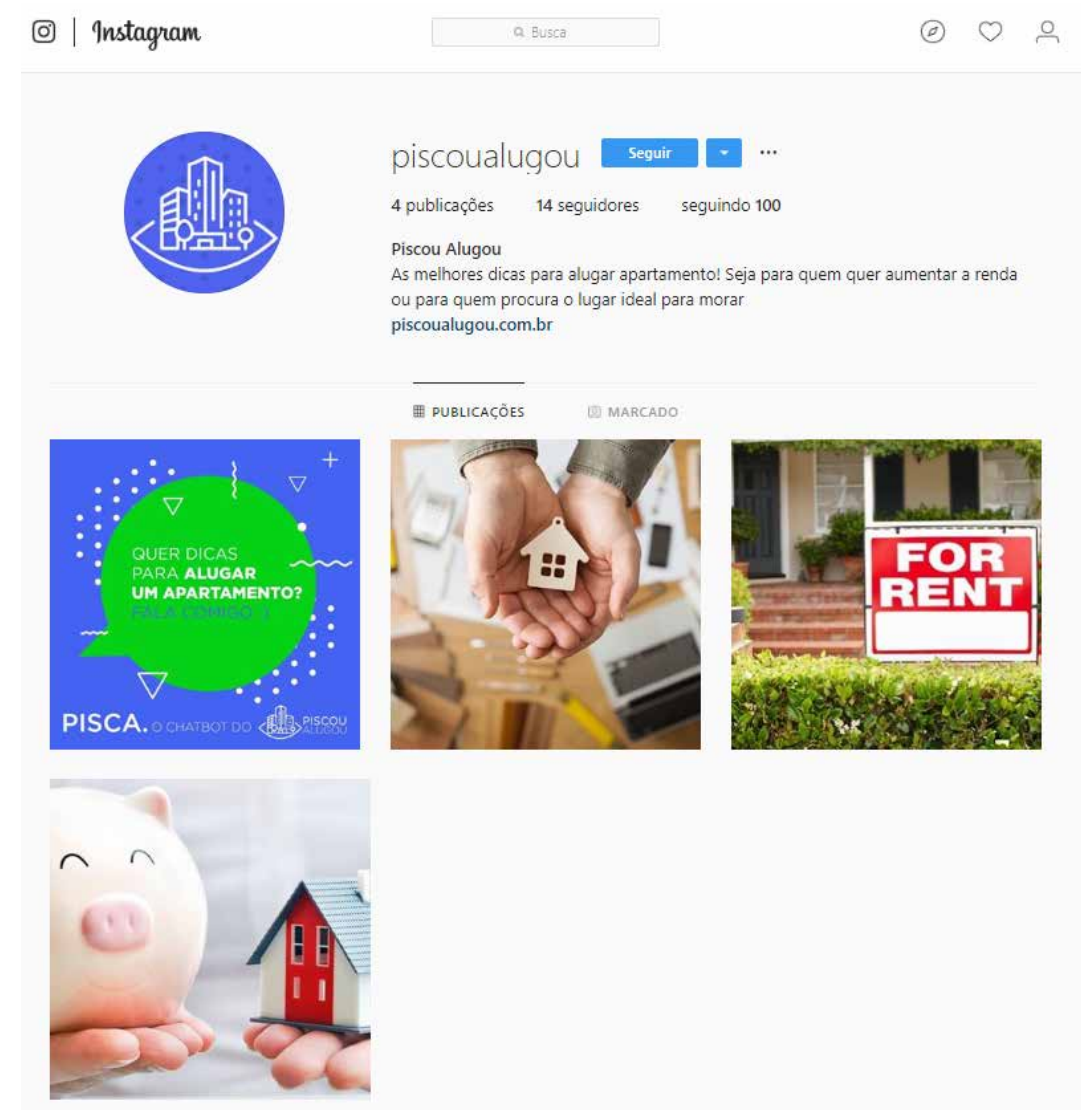 Instagram
Busca
piscoualugou Seguir
4 publicações 14 seguidores seguindo 100
Piscou Alugou
As melhores dicas para alugar apartamento! Seja para quem quer aumentar a renda
ou para quem procura o lugar ideal para morar
piscoualugou.com.br
PUBLICAÇÕES MARCADO
QUER DICAS
PARA ALUGAR
UM APARTAMENTO?
FALA COMIGO :)
PISCA. O CHATBOT DO PISCOU
ALUGOU
FOR
RENT